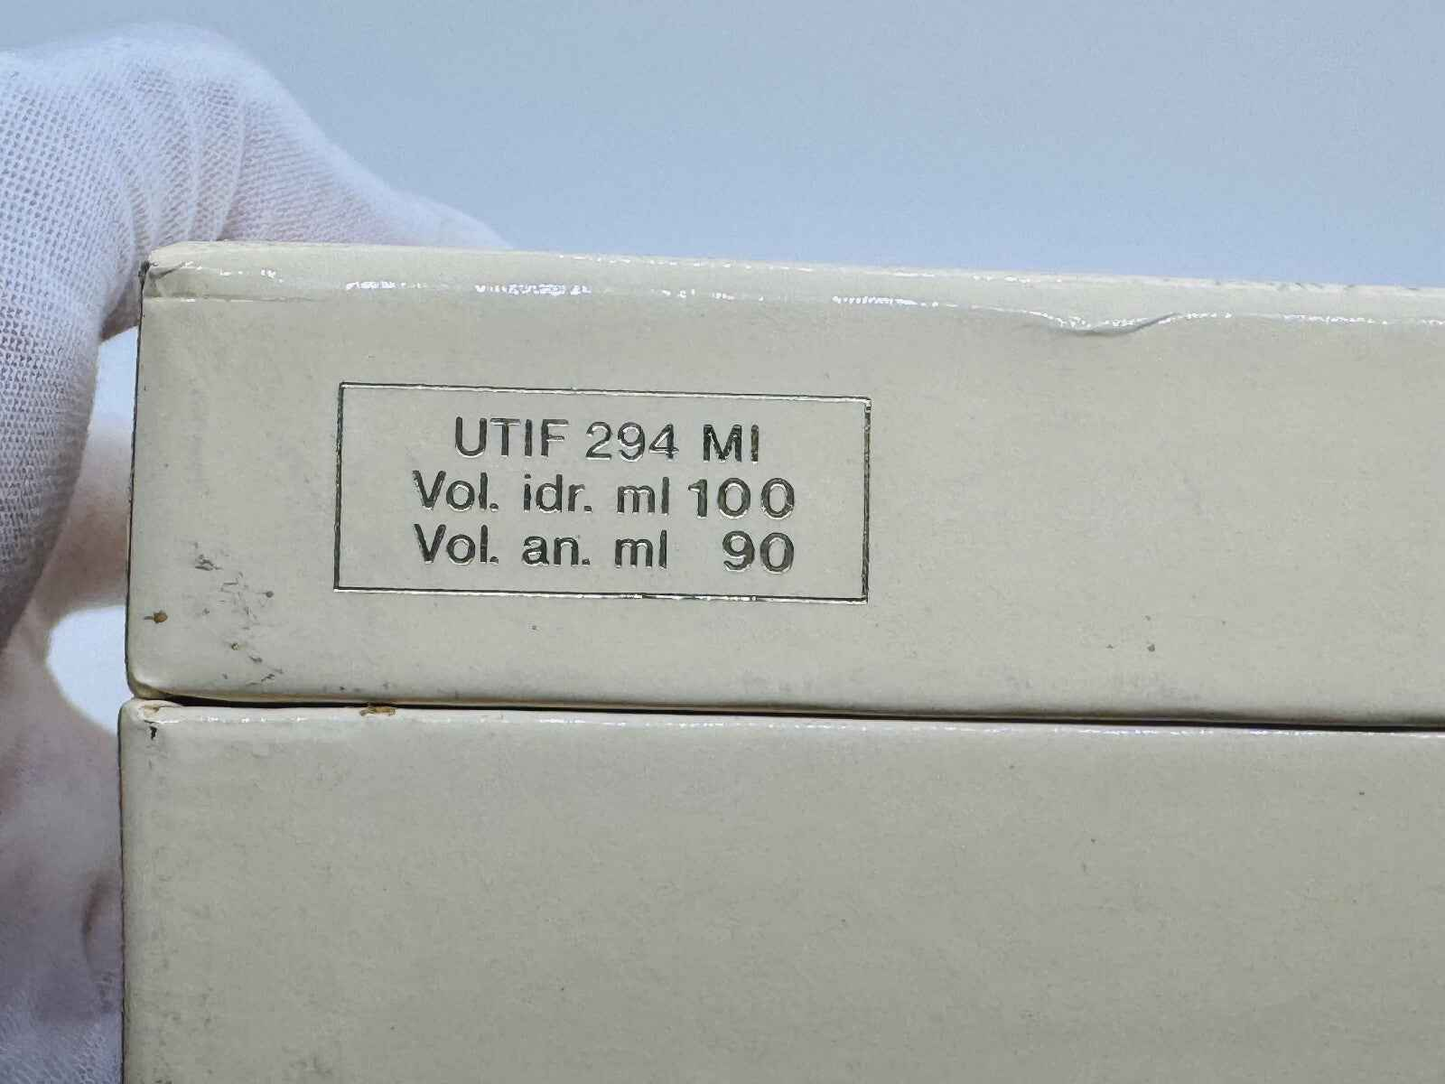 UTIF 294 MI
Vol. idr. ml 100
Vol. an. ml 90